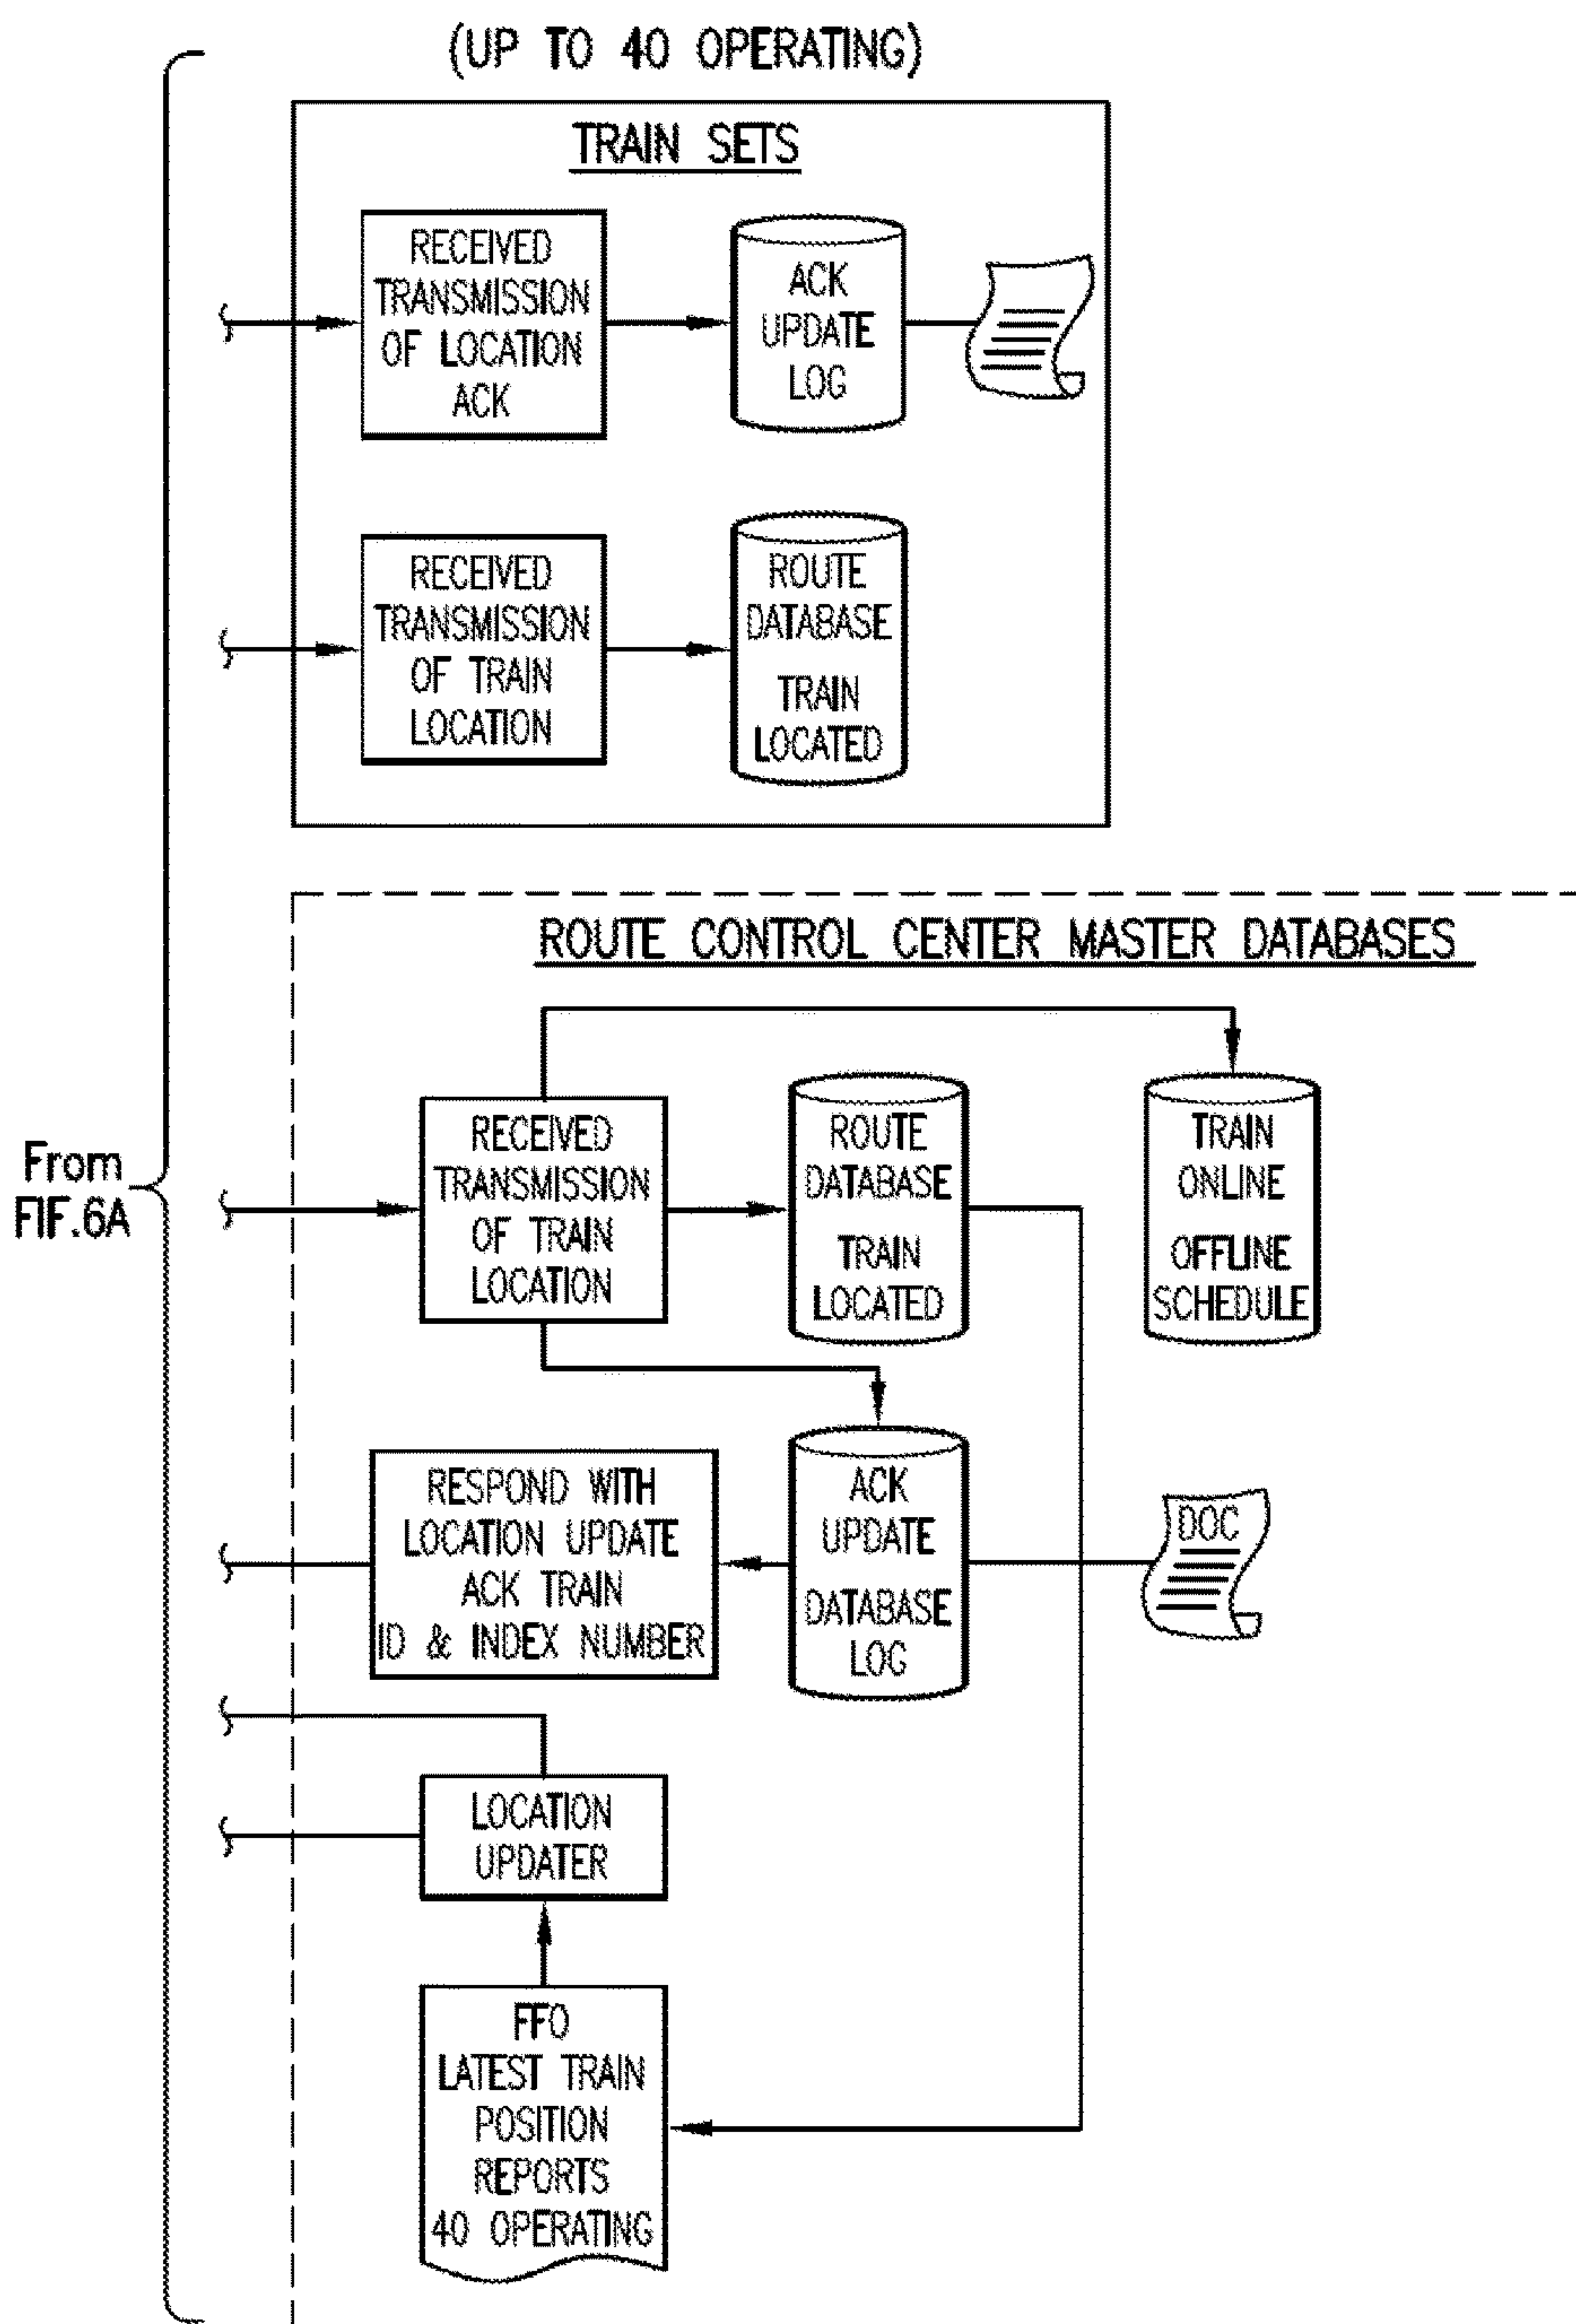 (UP TO 40 OPERATING)
TRAIN SETS
RECEIVED
TRANSMISSION
OF LOCATION
ACK
ACK
UPDATE
LOG
RECEIVED
TRANSMISSION
OF TRAIN
LOCATION
ROUTE
DATABASE
TRAIN
LOCATED
From
FIF.6A
ROUTE CONTROL CENTER MASTER DATABASES
RECEIVED
TRANSMISSION
OF TRAIN
LOCATION
ROUTE
DATABASE
TRAIN
LOCATED
TRAIN
ONLINE
OFFLINE
SCHEDULE
RESPOND WITH
LOCATION UPDATE
ACK TRAIN
ID & INDEX NUMBER
ACK
UPDATE
DATABASE
LOG
DOC
LOCATION
UPDATER
FFO
LATEST TRAIN
POSITION
REPORTS
40 OPERATING